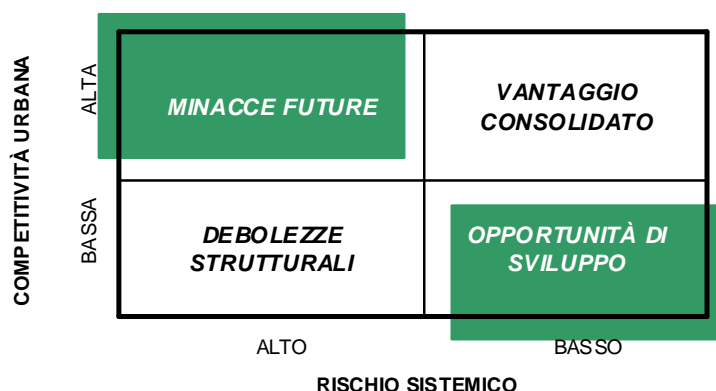 COMPETITIVITÀ URBANA
ALTA
MINACCE FUTURE
VANTAGGIO
CONSOLIDATO
BASSA
DEBOLEZZE
STRUTTURALI
OPPORTUNITÀ DI
SVILUPPO
ALTO
BASSO
RISCHIO SISTEMICO